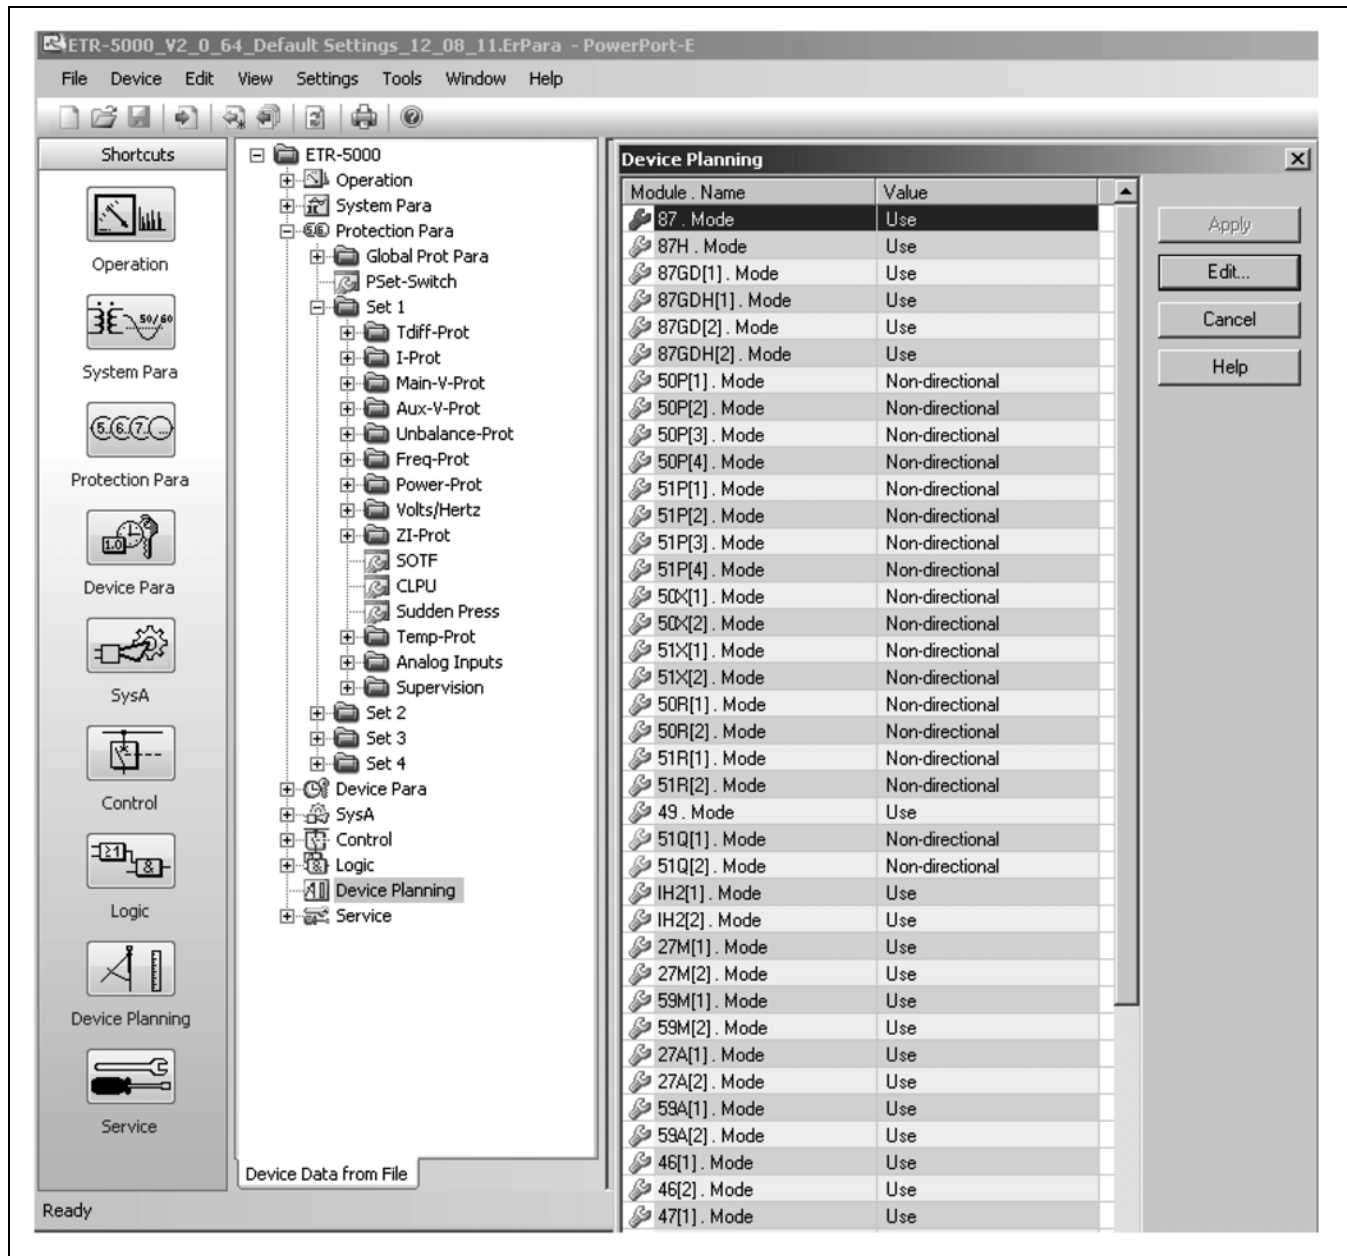 ETR-5000_V2_0_64_Default Settings_12_08_11.ErPara - PowerPort-E
File Device Edit View Settings Tools Window Help
Shortcuts
Operation
System Para
50/60
Protection Para
5.6.7...
Device Para
1.0
SysA
Control
Logic
≥1
&
Device Planning
Service
ETR-5000
Operation
System Para
Protection Para
Global Prot Para
PSet-Switch
Set 1
Tdiff-Prot
I-Prot
Main-V-Prot
Aux-V-Prot
Unbalance-Prot
Freq-Prot
Power-Prot
Volts/Hertz
ZI-Prot
SOTF
CLPU
Sudden Press
Temp-Prot
Analog Inputs
Supervision
Set 2
Set 3
Set 4
Device Para
SysA
Control
Logic
Device Planning
Service
Device Data from File
Ready
Device Planning
Module . Name Value
87 . Mode Use
87H . Mode Use
87GD[1] . Mode Use
87GDH[1] . Mode Use
87GD[2] . Mode Use
87GDH[2] . Mode Use
50P[1] . Mode Non-directional
50P[2] . Mode Non-directional
50P[3] . Mode Non-directional
50P[4] . Mode Non-directional
51P[1] . Mode Non-directional
51P[2] . Mode Non-directional
51P[3] . Mode Non-directional
51P[4] . Mode Non-directional
50X[1] . Mode Non-directional
50X[2] . Mode Non-directional
51X[1] . Mode Non-directional
51X[2] . Mode Non-directional
50R[1] . Mode Non-directional
50R[2] . Mode Non-directional
51R[1] . Mode Non-directional
51R[2] . Mode Non-directional
49 . Mode Use
51Q[1] . Mode Non-directional
51Q[2] . Mode Non-directional
IH2[1] . Mode Use
IH2[2] . Mode Use
27M[1] . Mode Use
27M[2] . Mode Use
59M[1] . Mode Use
59M[2] . Mode Use
27A[1] . Mode Use
27A[2] . Mode Use
59A[1] . Mode Use
59A[2] . Mode Use
46[1] . Mode Use
46[2] . Mode Use
47[1] . Mode Use
Apply
Edit...
Cancel
Help